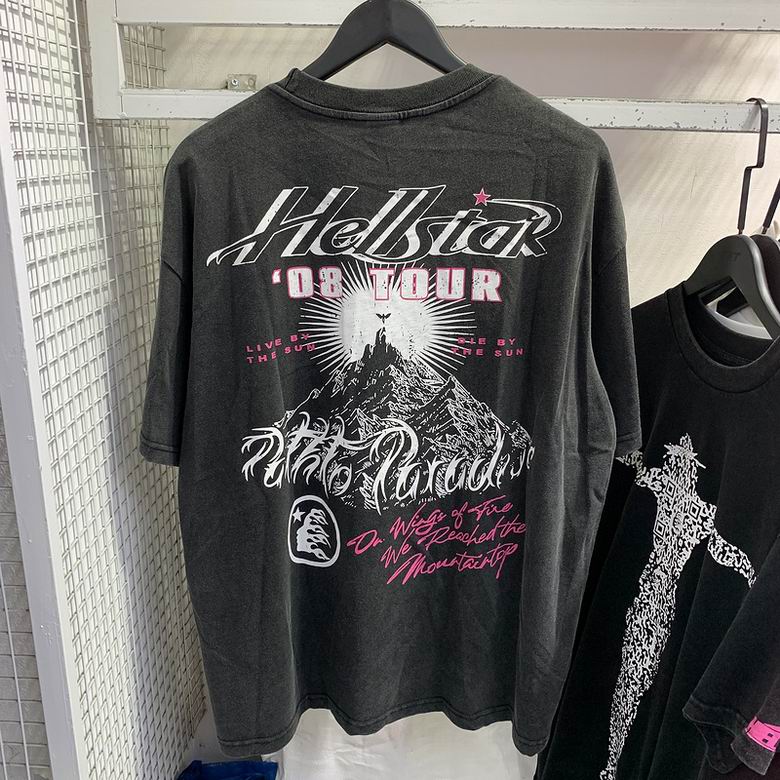 HellStar
'08 TOUR
LIVE BY
THE SUN
DIE BY
THE SUN
Path to Paradise
On Wings of Fire
We Reached the
Mountaintop